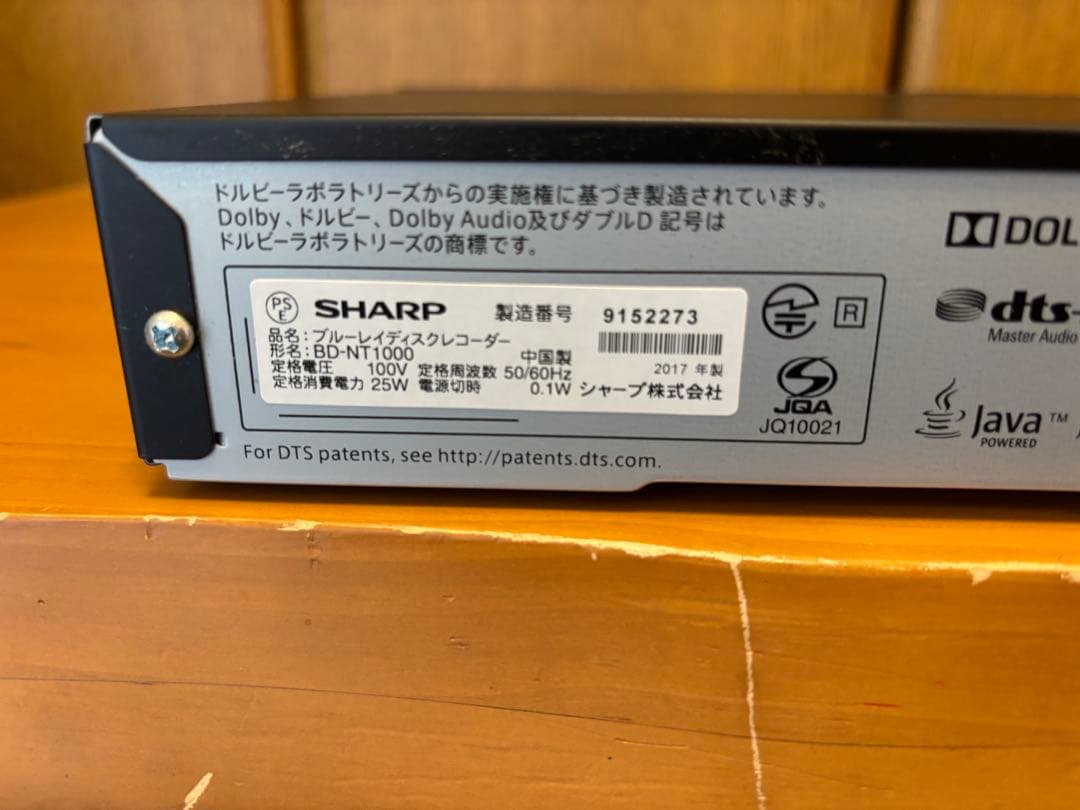 ドルビーラボラトリーズからの実施権に基づき製造されています。
Dolby、ドルビー、Dolby Audio及びダブルD 記号は
ドルビーラボラトリーズの商標です。
DOL
PSE SHARP 製造番号 9152273
品名：ブルーレイディスクレコーダー
形名：BD-NT1000 中国製
定格電圧 100V 定格周波数 50/60Hz 2017 年製
定格消費電力 25W 電源切時 0.1W シャープ株式会社
R
JQA
JQ10021
dts-
Master Audio
Java™
POWERED
For DTS patents, see http://patents.dts.com.